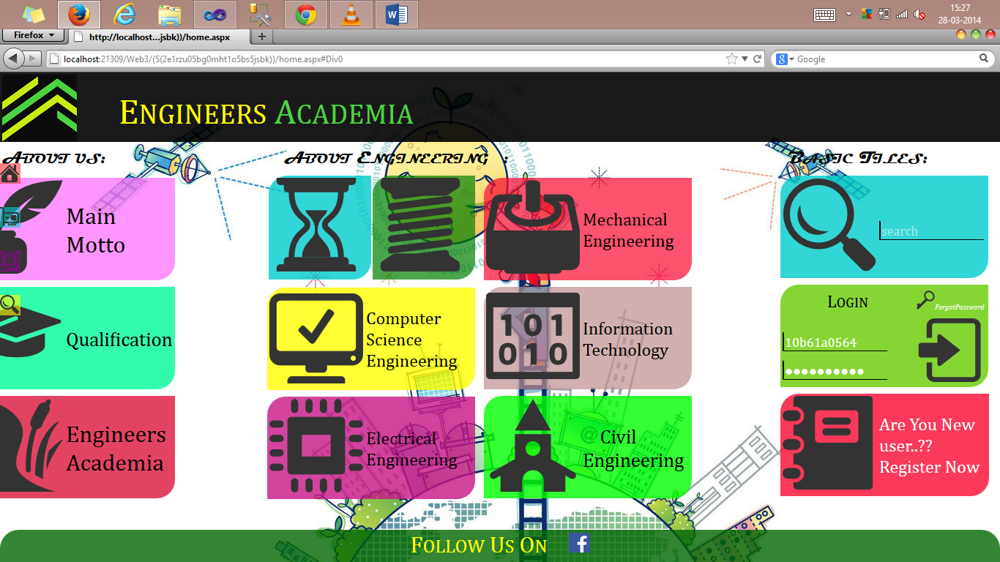 15:27
28-03-2014
Firefox
http://localhost...jsbk))/home.aspx
localhost:21309/Web3/(S(2e1rzu05bg0mht1o5bs5jsbk))/home.aspx#Div0
Google
ENGINEERS ACADEMIA
ABOUT US:
ABOUT ENGINEERING :
BASIC TILES:
Main
Motto
Mechanical
Engineering
search
Qualification
Computer
Science
Engineering
101
010
Information
Technology
LOGIN
ForgotPassword
10b61a0564
••••••••••
Engineers
Academia
Electrical
Engineering
Civil
Engineering
Are You New
user..??
Register Now
FOLLOW US ON